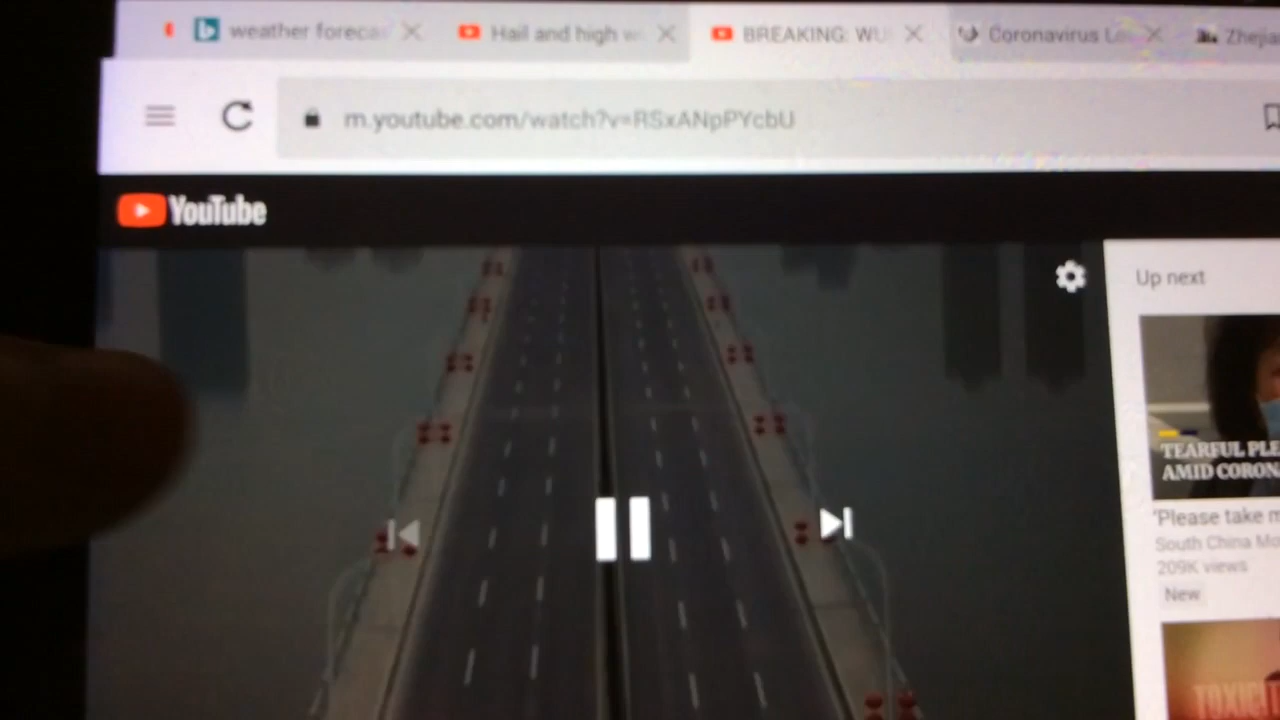 weather foreca
Hail and high w
BREAKING: WU
Coronavirus L
Zhejia
m.youtube.com/watch?v=RSxANpPYcbU
YouTube
Up next
TEARFUL PLE
AMID CORON
'Please take m
South China Mo
209K views
New
TOXIC